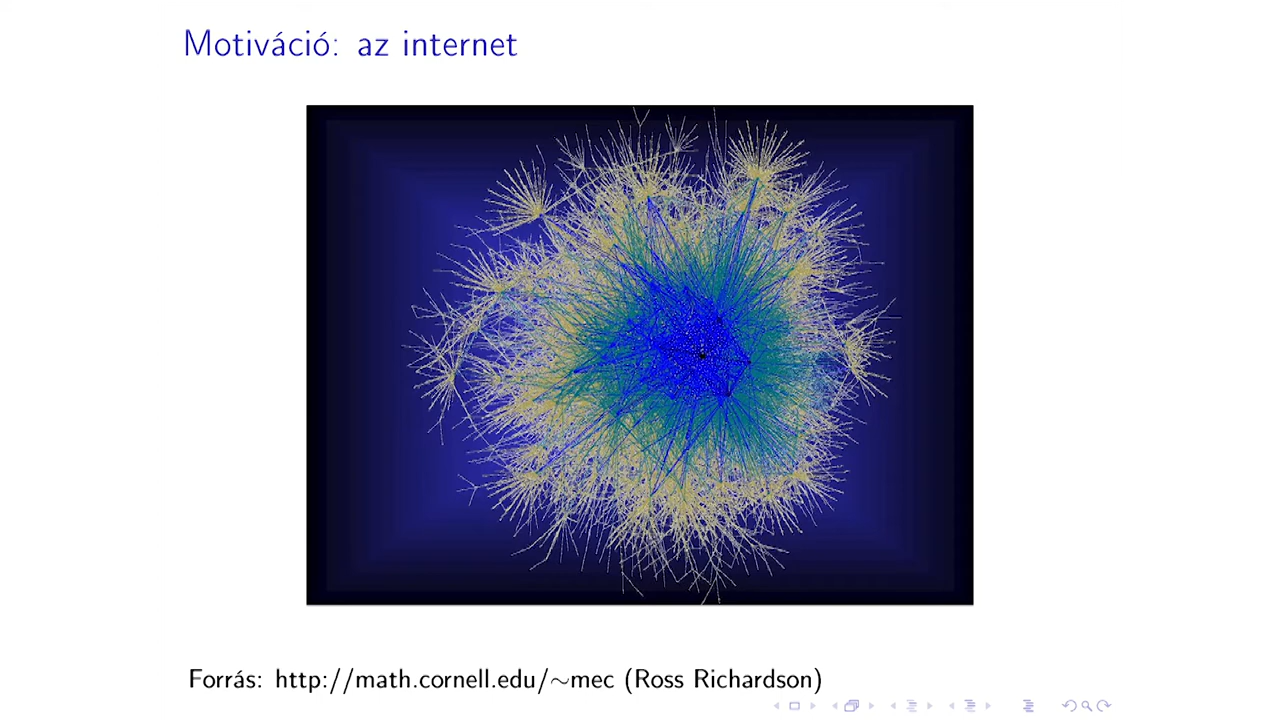 Motiváció: az internet
Forrás: http://math.cornell.edu/∼mec (Ross Richardson)